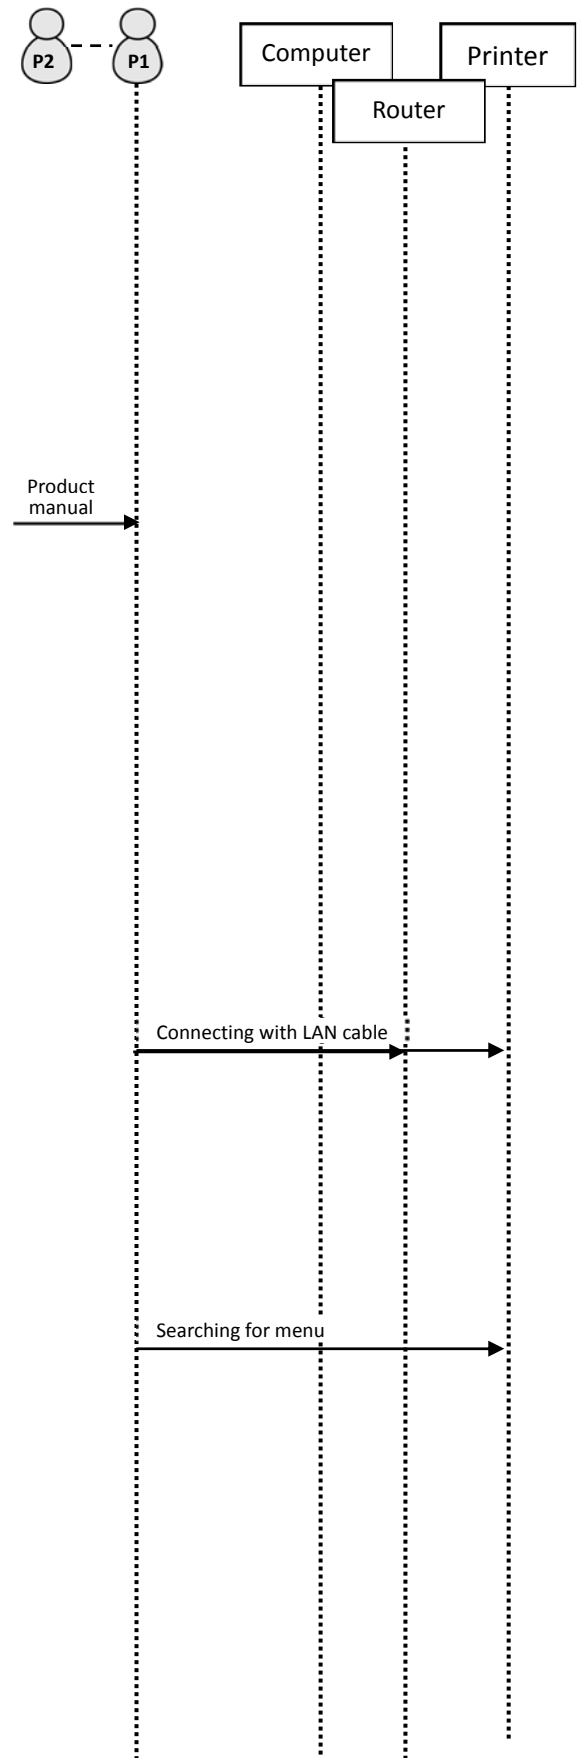 P2
P1
Computer
Printer
Router
Product
manual
Connecting with LAN cable
Searching for menu